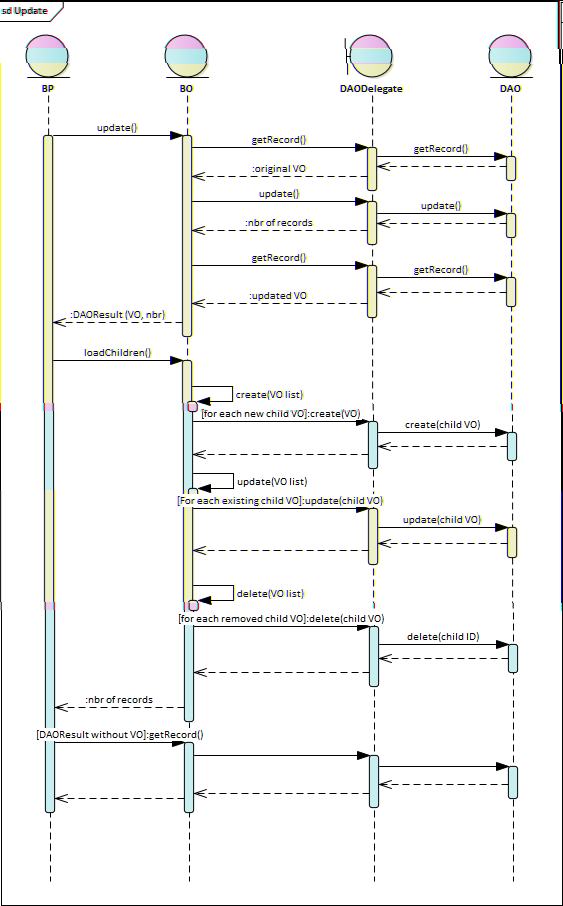 sd Update
BP
BO
DAODelegate
DAO
update()
getRecord()
getRecord()
:original VO
update()
update()
:nbr of records
getRecord()
getRecord()
:updated VO
:DAOResult (VO, nbr)
loadChildren()
create(VO list)
[for each new child VO]:create(VO)
create(child VO)
update(VO list)
[For each existing child VO]:update(child VO)
update(child VO)
delete(VO list)
[for each removed child VO]:delete(child VO)
delete(child ID)
:nbr of records
[DAOResult without VO]:getRecord()